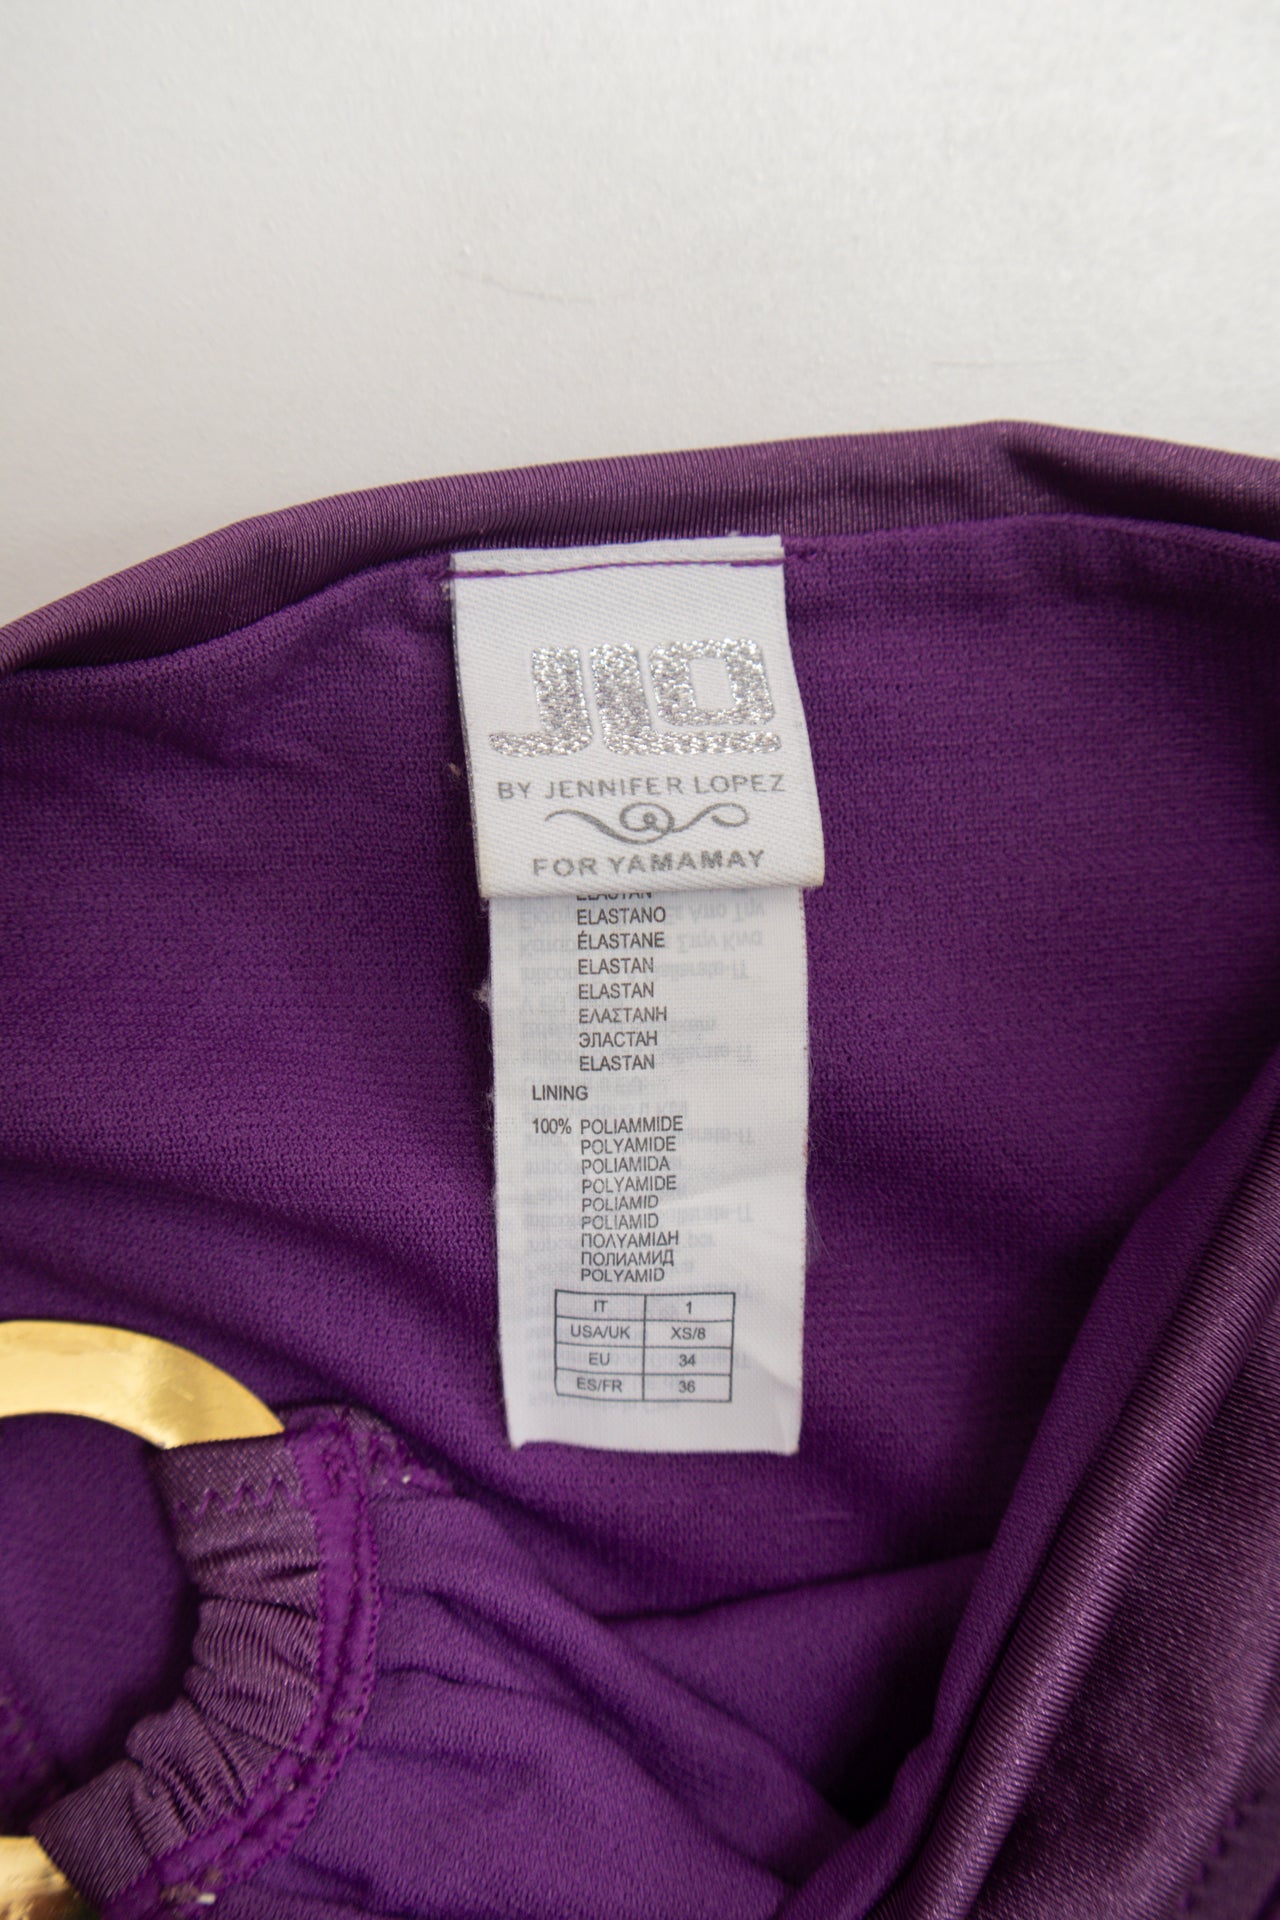 JLO
BY JENNIFER LOPEZ
FOR YAMAMAY
ELASTAN
ELASTANO
ÉLASTANE
ELASTAN
ELASTAN
ΕΛΑΣΤΑΝΗ
ЭЛАСТАН
ELASTAN
LINING
100% POLIAMMIDE
POLYAMIDE
POLIAMIDA
POLYAMIDE
POLIAMID
POLIAMID
ΠΟΛΥΑΜΙΔΗ
ПОЛИАМИД
POLYAMID
IT 1
USA/UK XS/8
EU 34
ES/FR 36